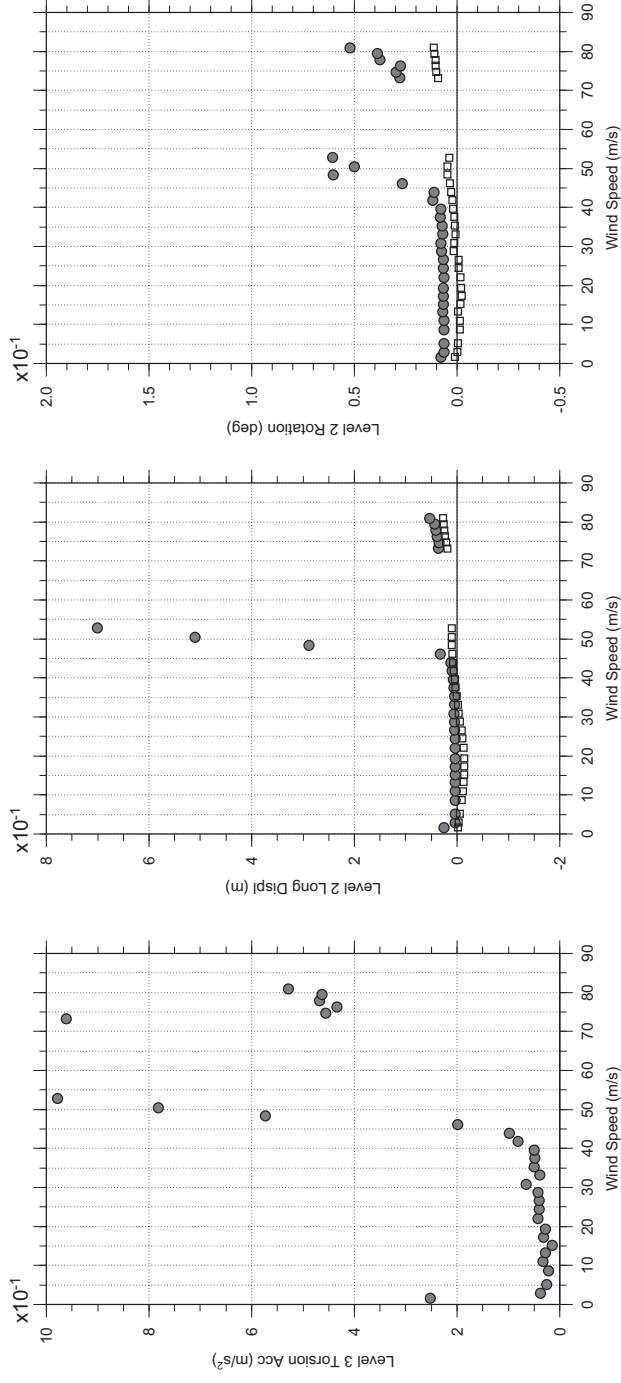 x10-1
10
8
6
4
2
0
Level 3 Torsion Acc (m/s2)
0 10 20 30 40 50 60 70 80 90
Wind Speed (m/s)
x10-1
8
6
4
2
0
-2
Level 2 Long Displ (m)
0 10 20 30 40 50 60 70 80 90
Wind Speed (m/s)
x10-1
2.0
1.5
1.0
0.5
0.0
-0.5
Level 2 Rotation (deg)
0 10 20 30 40 50 60 70 80 90
Wind Speed (m/s)